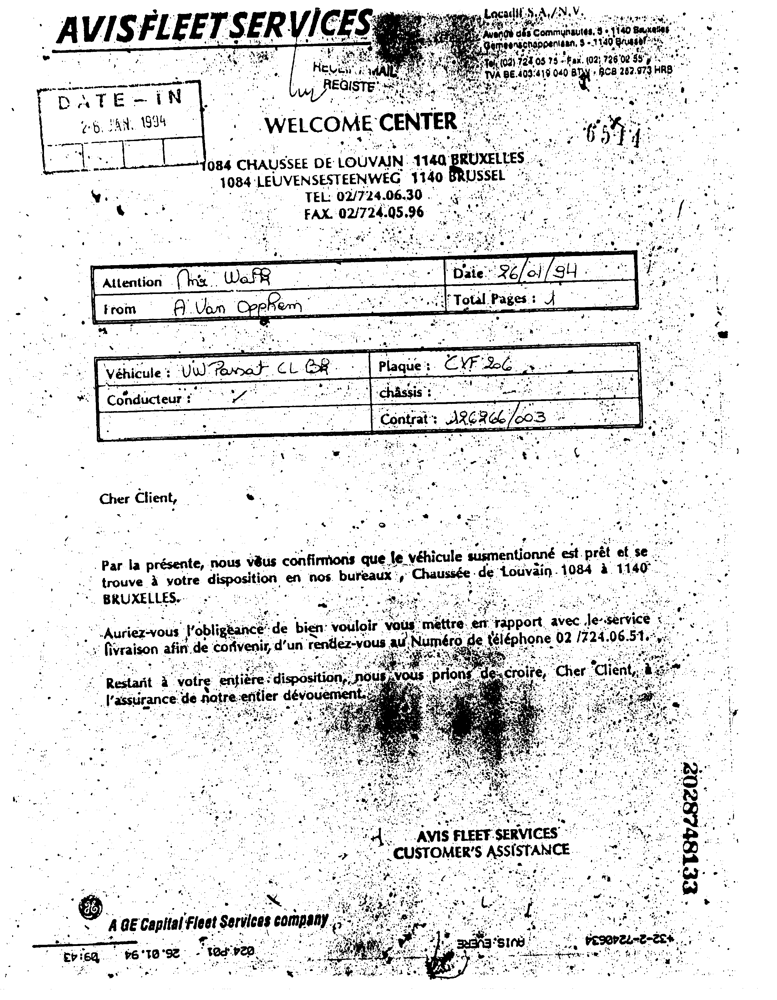 AVIS FLEET SERVICES
Locadif S.A./N.V.
Avenue des Communautés, 5 - 1140 Bruxelles
Gemeenschappenlaan, 5 - 1140 Brussel
Tel. (02) 724 05 75 - Fax. (02) 726 02 55
TVA BE.403.419 040 BTW - RCB 252.973 HRB
MAIL
REGISTE
DATE-IN
26. JAN. 1994
6514
WELCOME CENTER
1084 CHAUSSEE DE LOUVAIN 1140 BRUXELLES
1084 LEUVENSESTEENWEG 1140 BRUSSEL
TEL: 02/724.06.30
FAX. 02/724.05.96
Attention
Date 26/01/94
From A. Van Opphem
Total Pages : 1
Véhicule : VW Passat CL BR
Plaque : CXF 206
Conducteur : /
châssis :
Contrat : 126266/003
Cher Client,
Par la présente, nous vous confirmons que le véhicule susmentionné est prêt et se
trouve à votre disposition en nos bureaux , Chaussée de Louvain 1084 à 1140
BRUXELLES.
Auriez-vous l'obligeance de bien vouloir vous mettre en rapport avec le service
livraison afin de convenir, d'un rendez-vous au Numéro de téléphone 02 /724.06.51.
Restant à votre entière disposition, nous vous prions de croire, Cher Client, à
l'assurance de notre entier dévouement.
AVIS FLEET SERVICES
CUSTOMER'S ASSISTANCE
2028748133
A GE Capital Fleet Services company
+32-2-7240634
AVIS EVERE
024 P01
26.01.94
09:43